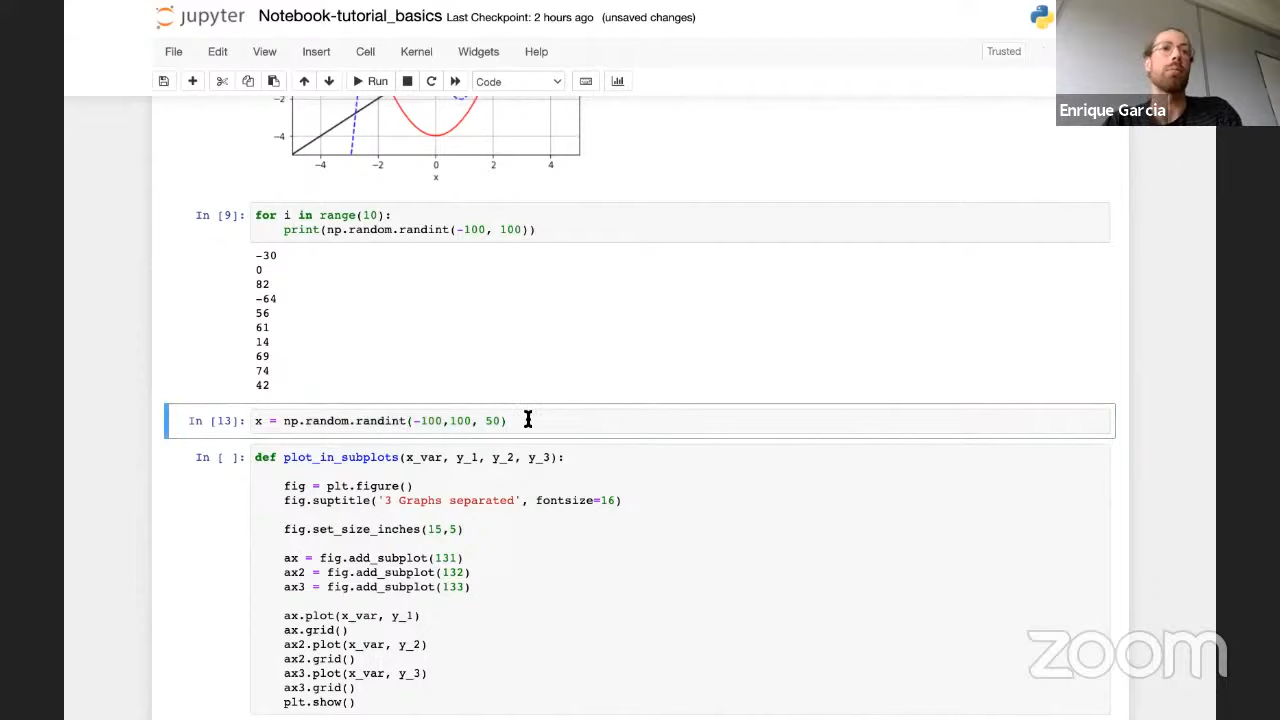 jupyter Notebook-tutorial_basics Last Checkpoint: 2 hours ago (unsaved changes)
File Edit View Insert Cell Kernel Widgets Help Trusted
Run Code
Enrique Garcia
−2
−4
−4 −2 0 2 4
x
In [9]: for i in range(10):
print(np.random.randint(-100, 100))
-30
0
82
-64
56
61
14
69
74
42
In [13]: x = np.random.randint(-100,100, 50)
In [ ]: def plot_in_subplots(x_var, y_1, y_2, y_3):
fig = plt.figure()
fig.suptitle('3 Graphs separated', fontsize=16)
fig.set_size_inches(15,5)
ax = fig.add_subplot(131)
ax2 = fig.add_subplot(132)
ax3 = fig.add_subplot(133)
ax.plot(x_var, y_1)
ax.grid()
ax2.plot(x_var, y_2)
ax2.grid()
ax3.plot(x_var, y_3)
ax3.grid()
plt.show()
zoom